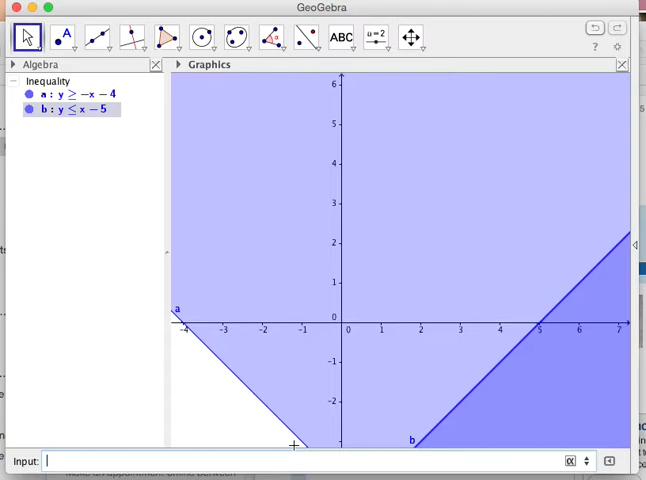 GeoGebra
A
ABC
a=2
?
Algebra
Graphics
Inequality
a : y ≥ −x − 4
b : y ≤ x − 5
6
5
4
3
2
1
0
-4 -3 -2 -1 0 1 2 3 4 5 6 7
-1
-2
a
b
Input:
α